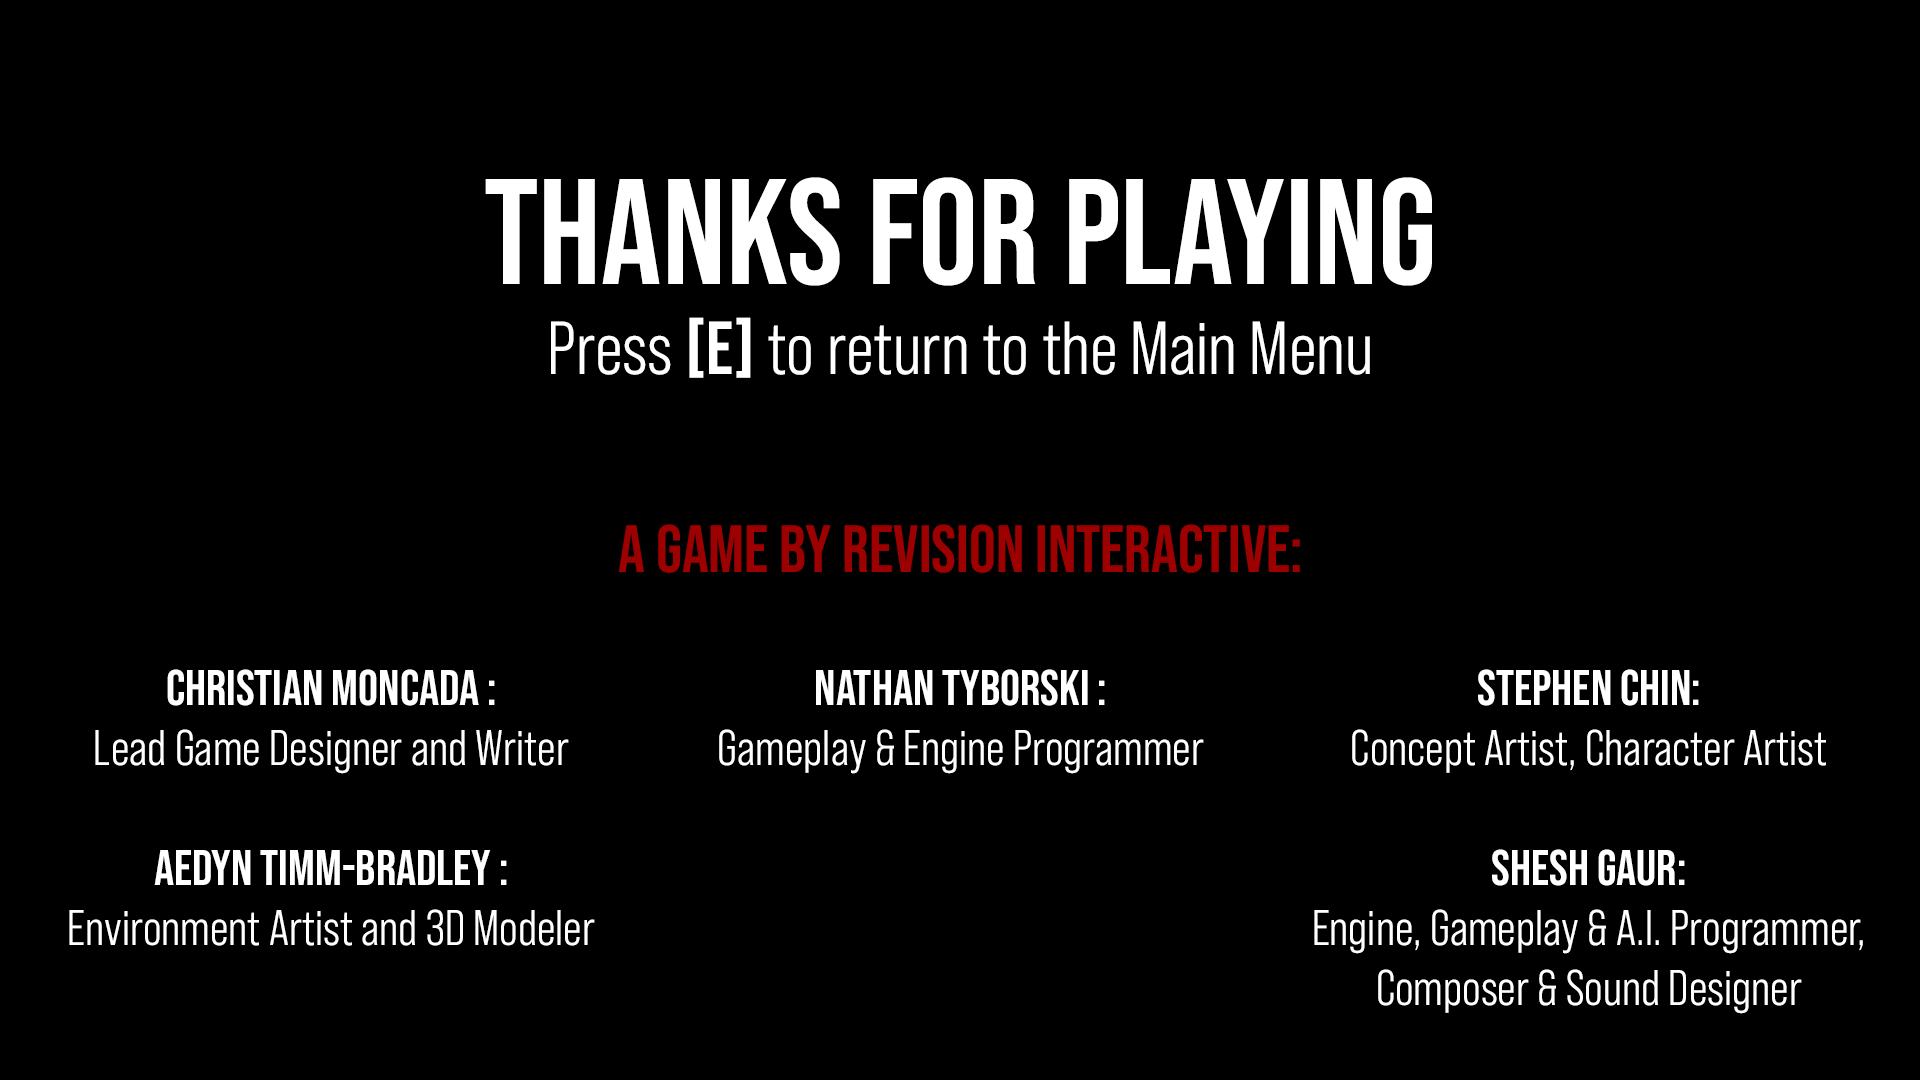 THANKS FOR PLAYING
Press [E] to return to the Main Menu
A GAME BY REVISION INTERACTIVE:
CHRISTIAN MONCADA :
Lead Game Designer and Writer
NATHAN TYBORSKI :
Gameplay & Engine Programmer
STEPHEN CHIN:
Concept Artist, Character Artist
AEDYN TIMM-BRADLEY :
Environment Artist and 3D Modeler
SHESH GAUR:
Engine, Gameplay & A.I. Programmer,
Composer & Sound Designer